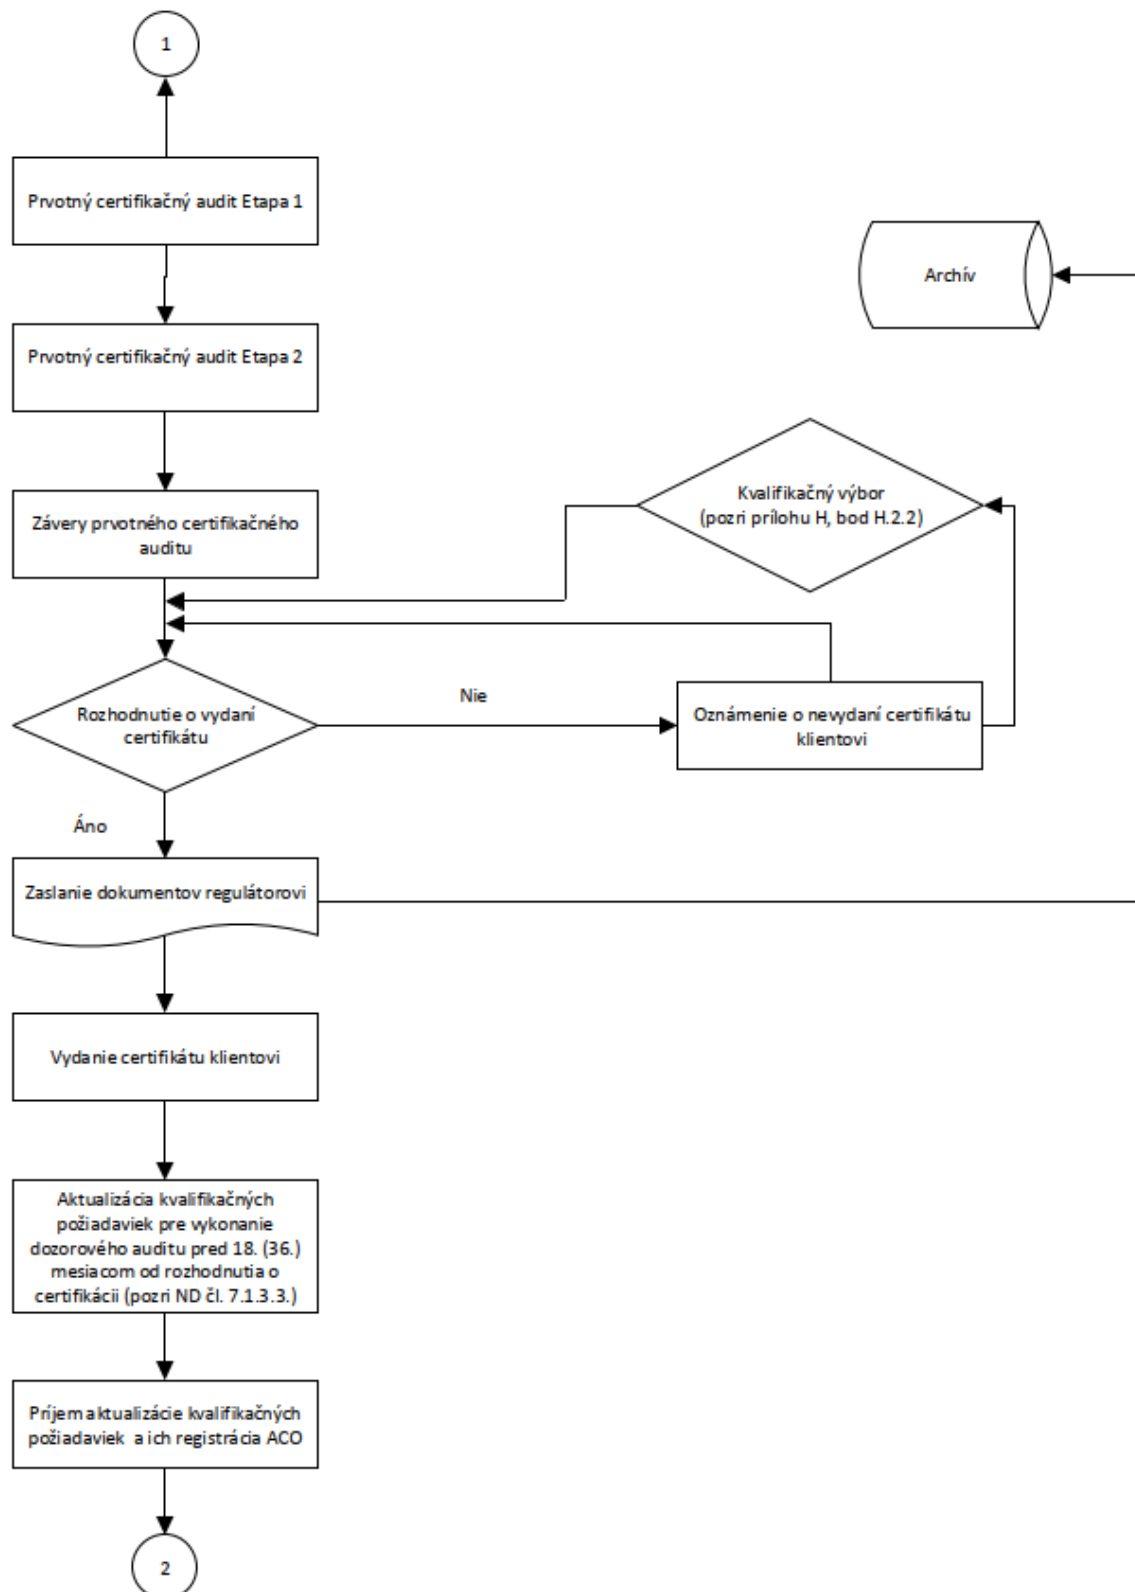 1
Prvotný certifikačný audit Etapa 1
Archív
Prvotný certifikačný audit Etapa 2
Kvalifikačný výbor
(pozri prílohu H, bod H.2.2)
Závery prvotného certifikačného
auditu
Nie
Rozhodnutie o vydaní
certifikátu
Oznámenie o nevydaní certifikátu
klientovi
Áno
Zaslanie dokumentov regulátorovi
Vydanie certifikátu klientovi
Aktualizácia kvalifikačných
požiadaviek pre vykonanie
dozorového auditu pred 18. (36.)
mesiacom od rozhodnutia o
certifikácii (pozri ND čl. 7.1.3.3.)
Príjem aktualizácie kvalifikačných
požiadaviek a ich registrácia ACO
2